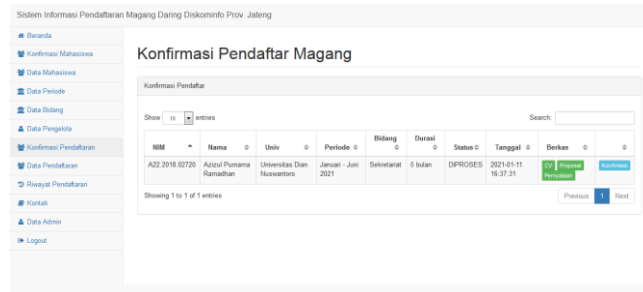 Sistem Informasi Pendaftaran Magang Daring Diskominfo Prov. Jateng
Beranda
Konfirmasi Mahasiswa
Data Mahasiswa
Data Periode
Data Bidang
Data Pengelola
Konfirmasi Pendaftaran
Data Pendaftaran
Riwayat Pendaftaran
Kontak
Data Admin
Logout
Konfirmasi Pendaftar Magang
Konfirmasi Pendaftar
Show 10 entries Search:
NIM Nama Univ Periode Bidang Durasi Status Tanggal Berkas
A22.2018.02720 Azizul Purnama Universitas Dian Januari - Juni Sekretariat 5 bulan DIPROSES 2021-01-11 CV Proposal Konfirmasi
Ramadhan Nuswantoro 2021 16:37:31 Pernyataan
Showing 1 to 1 of 1 entries Previous 1 Next